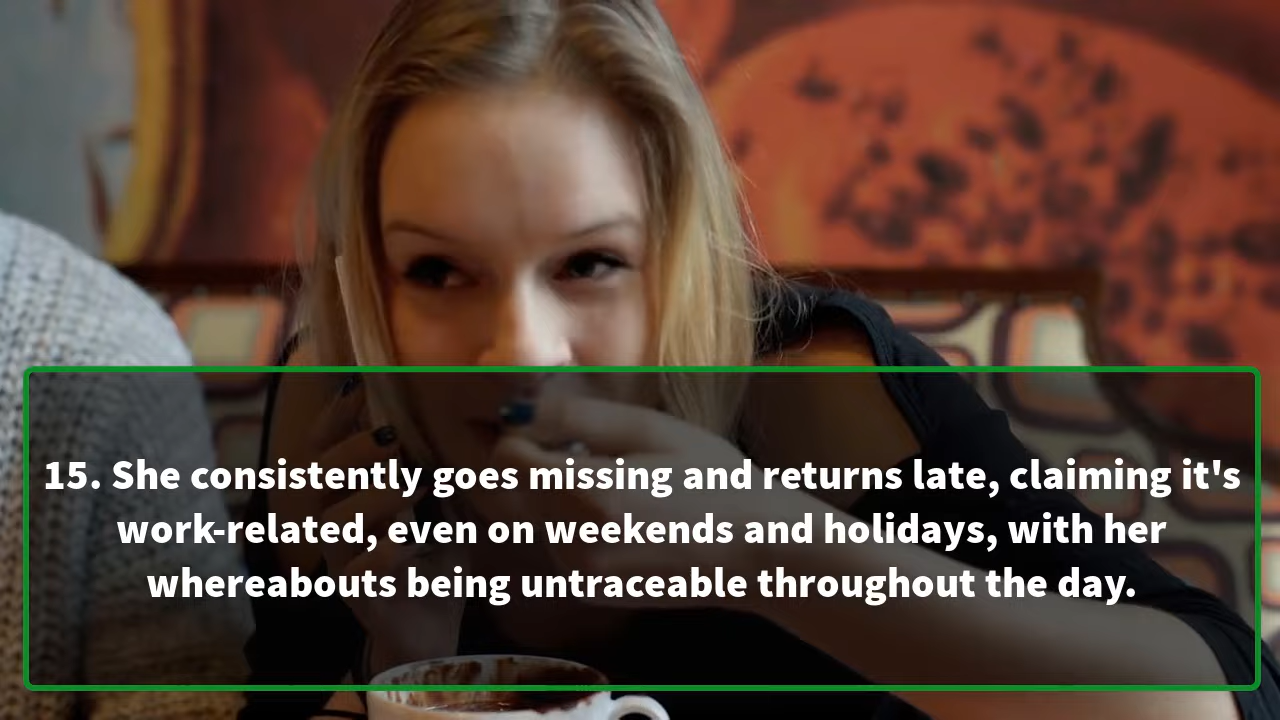 15. She consistently goes missing and returns late, claiming it's
work-related, even on weekends and holidays, with her
whereabouts being untraceable throughout the day.